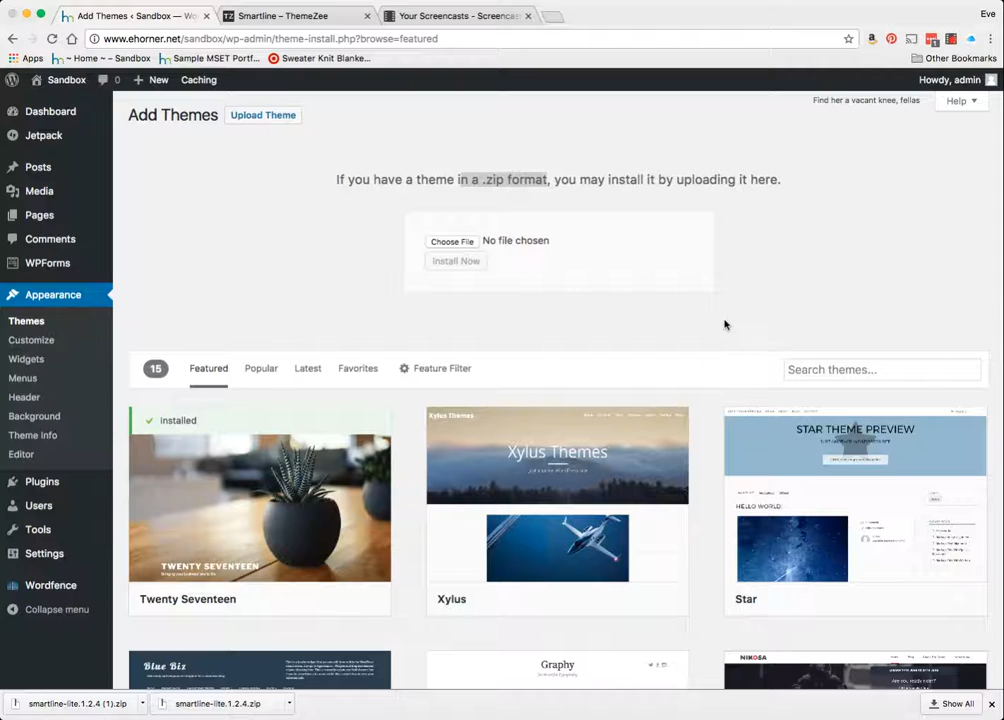 Add Themes ‹ Sandbox — Wo
Smartline – ThemeZee
Your Screencasts - Screencas
Eve
www.ehorner.net/sandbox/wp-admin/theme-install.php?browse=featured
Apps
~ Home ~ – Sandbox
Sample MSET Portf...
Sweater Knit Blanke...
Other Bookmarks
Sandbox
0
New
Caching
Howdy, admin
Find her a vacant knee, fellas
Help
Add Themes
Upload Theme
If you have a theme in a .zip format, you may install it by uploading it here.
Choose File
No file chosen
Install Now
Dashboard
Jetpack
Posts
Media
Pages
Comments
WPForms
Appearance
Themes
Customize
Widgets
Menus
Header
Background
Theme Info
Editor
Plugins
Users
Tools
Settings
Wordfence
Collapse menu
15
Featured
Popular
Latest
Favorites
Feature Filter
Search themes...
Installed
TWENTY SEVENTEEN
Twenty Seventeen
Xylus Themes
Xylus Themes
Xylus
STAR THEME PREVIEW
HELLO WORLD!
Star
Blue Biz
Graphy
NIKOSA
Are you ready rider?
smartline-lite.1.2.4 (1).zip
smartline-lite.1.2.4.zip
Show All